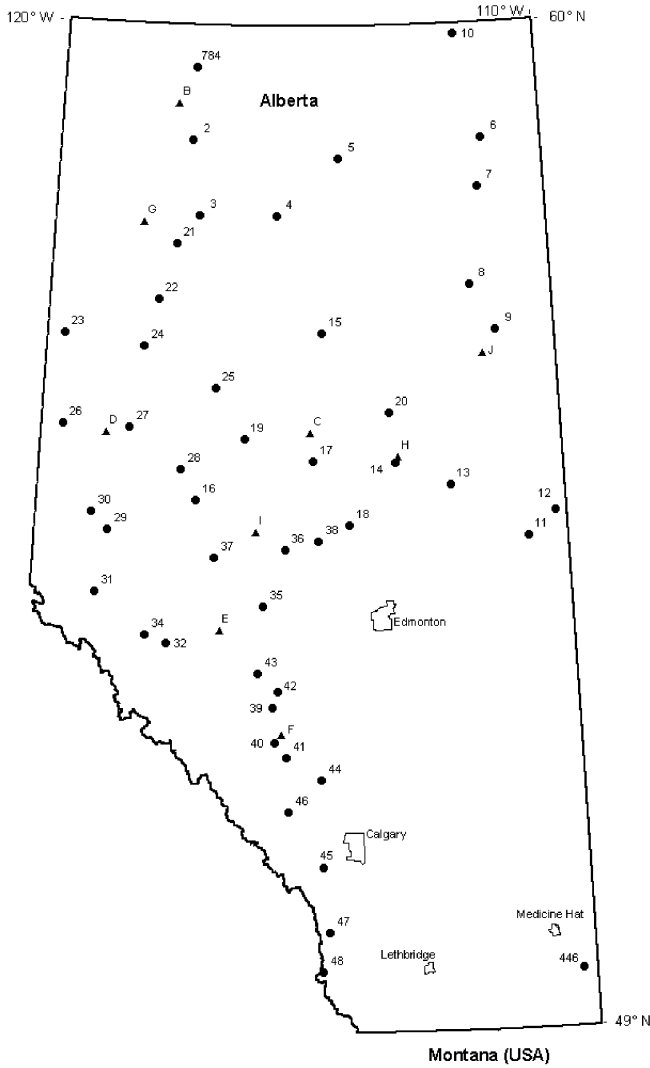 120° W
110° W
60° N
10
784
B
Alberta
2
6
5
7
G
3
4
21
8
22
23
15
9
24
J
25
20
26
D
27
19
C
H
28
17
14
13
16
30
12
29
18
I
38
11
36
37
31
35
34
E
Edmonton
32
43
42
39
F
40
41
44
46
Calgary
45
Medicine Hat
47
Lethbridge
446
48
49° N
Montana (USA)